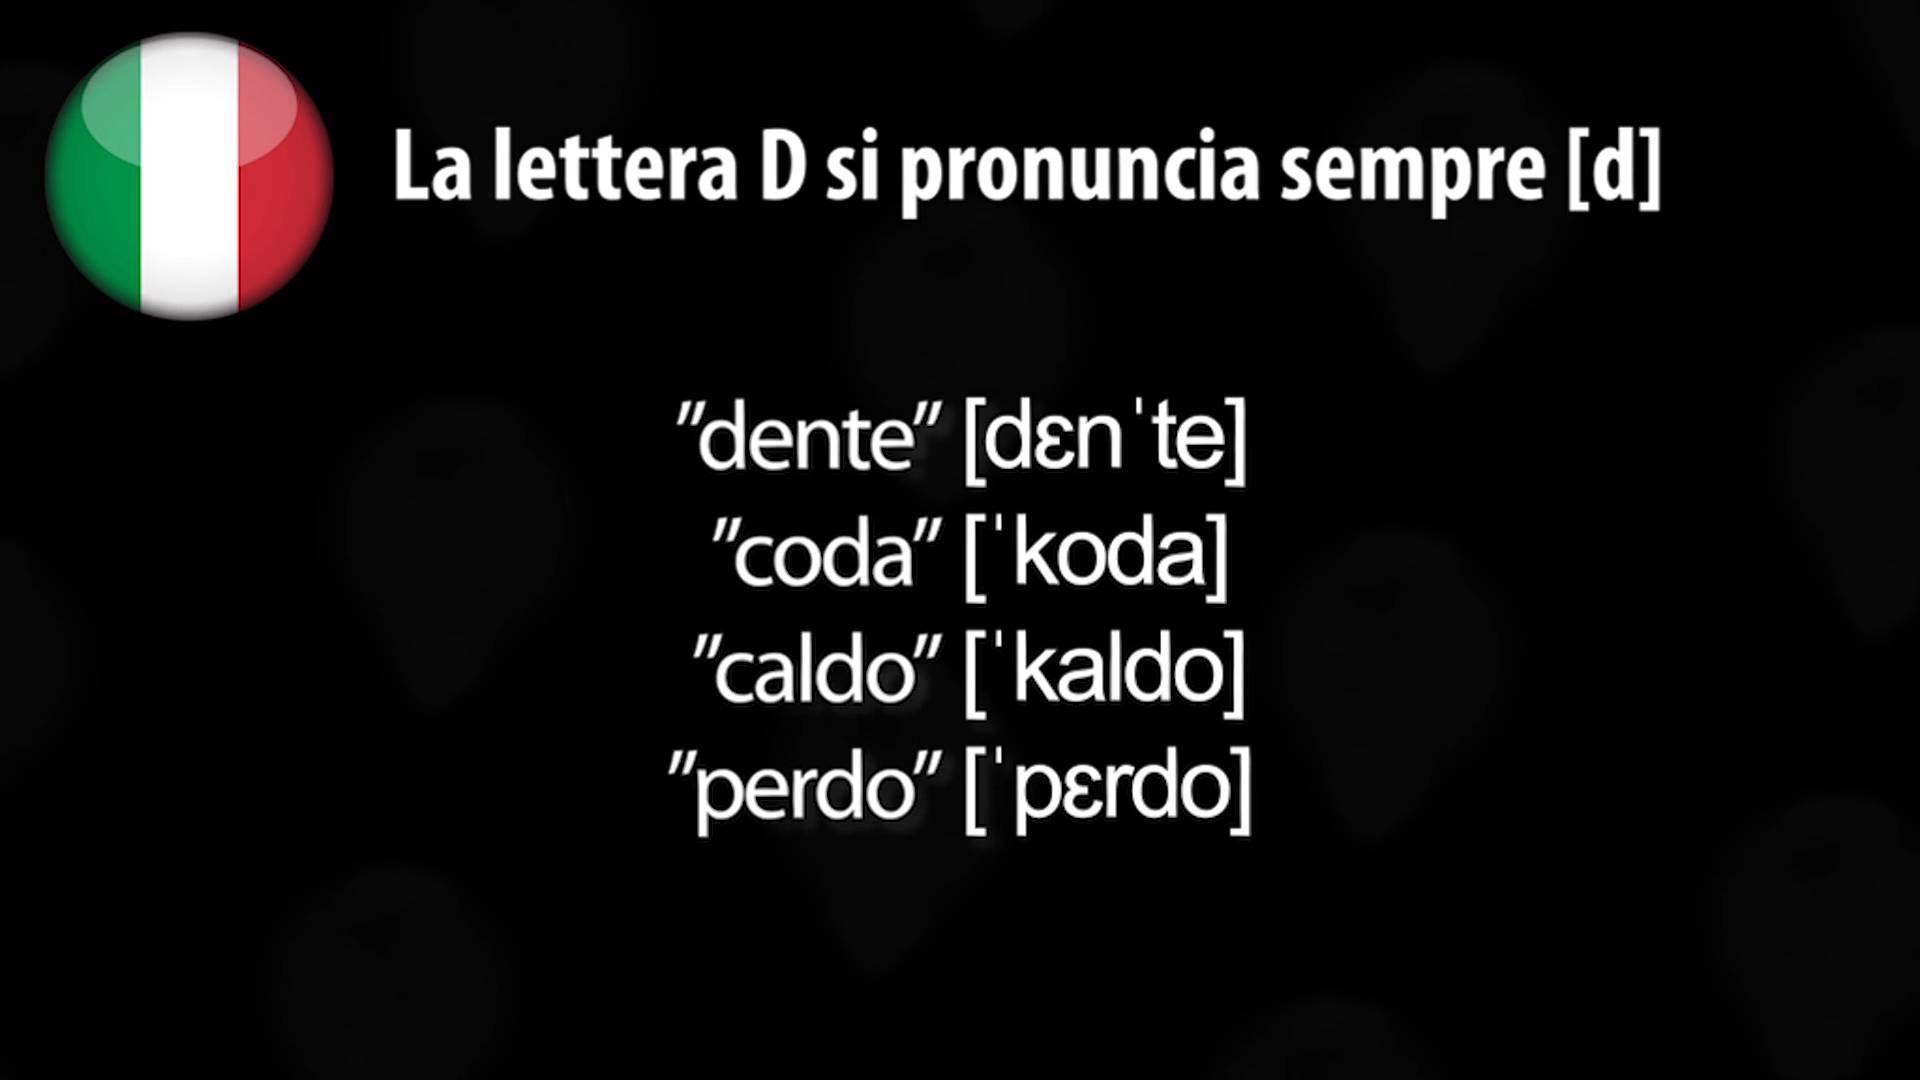 La lettera D si pronuncia sempre [d]
”dente” [dɛnˈte]
”coda” [ˈkoda]
”caldo” [ˈkaldo]
”perdo” [ˈpɛrdo]